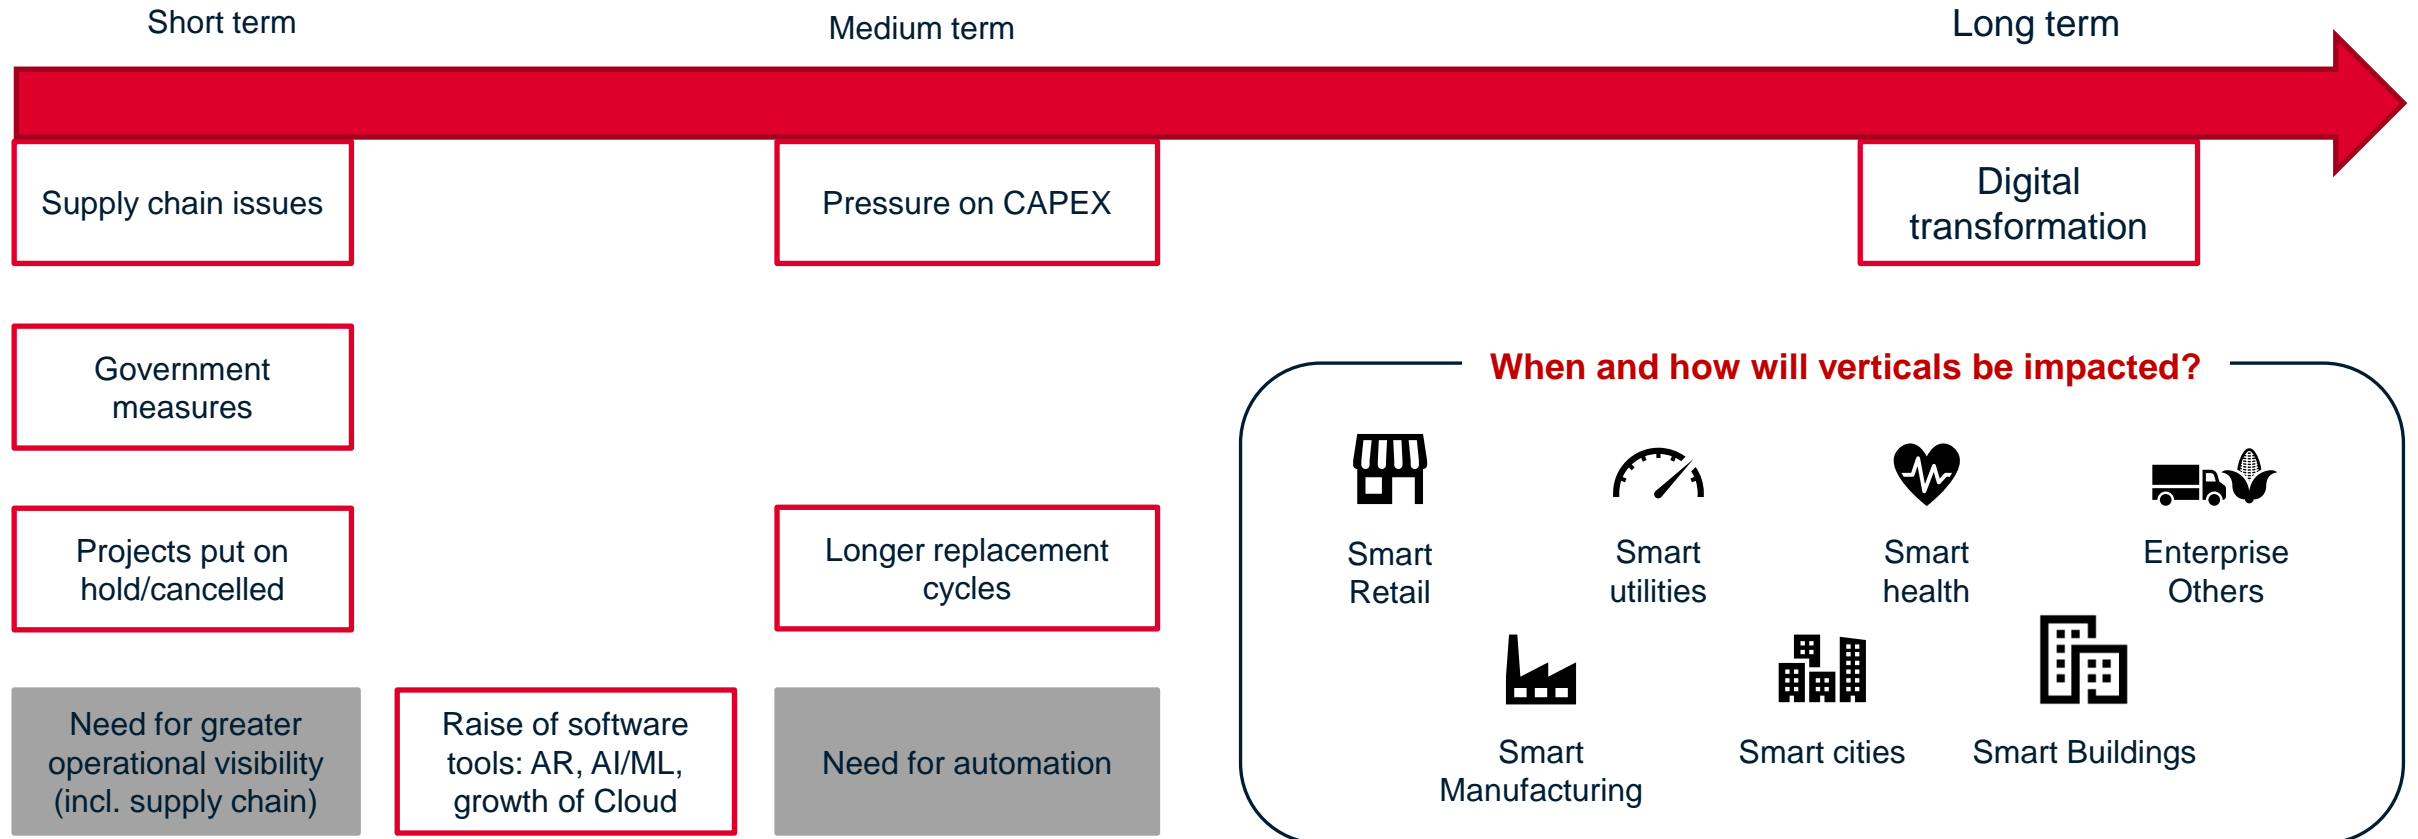 Short term
Medium term
Long term
Supply chain issues
Pressure on CAPEX
Digital
transformation
Government
measures
Projects put on
hold/cancelled
Longer replacement
cycles
Need for greater
operational visibility
(incl. supply chain)
Raise of software
tools: AR, AI/ML,
growth of Cloud
Need for automation
When and how will verticals be impacted?
Smart
Retail
Smart
utilities
Smart
health
Enterprise
Others
Smart
Manufacturing
Smart cities
Smart Buildings